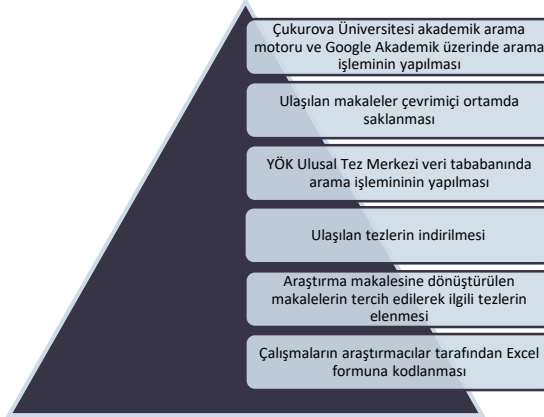 Çukurova Üniversitesi akademik arama
motoru ve Google Akademik üzerinde arama
işleminin yapılması
Ulaşılan makaleler çevrimiçi ortamda
saklanması
YÖK Ulusal Tez Merkezi veri tababanında
arama işlemininin yapılması
Ulaşılan tezlerin indirilmesi
Araştırma makalesine dönüştürülen
makalelerin tercih edilerek ilgili tezlerin
elenmesi
Çalışmaların araştırmacılar tarafından Excel
formuna kodlanması